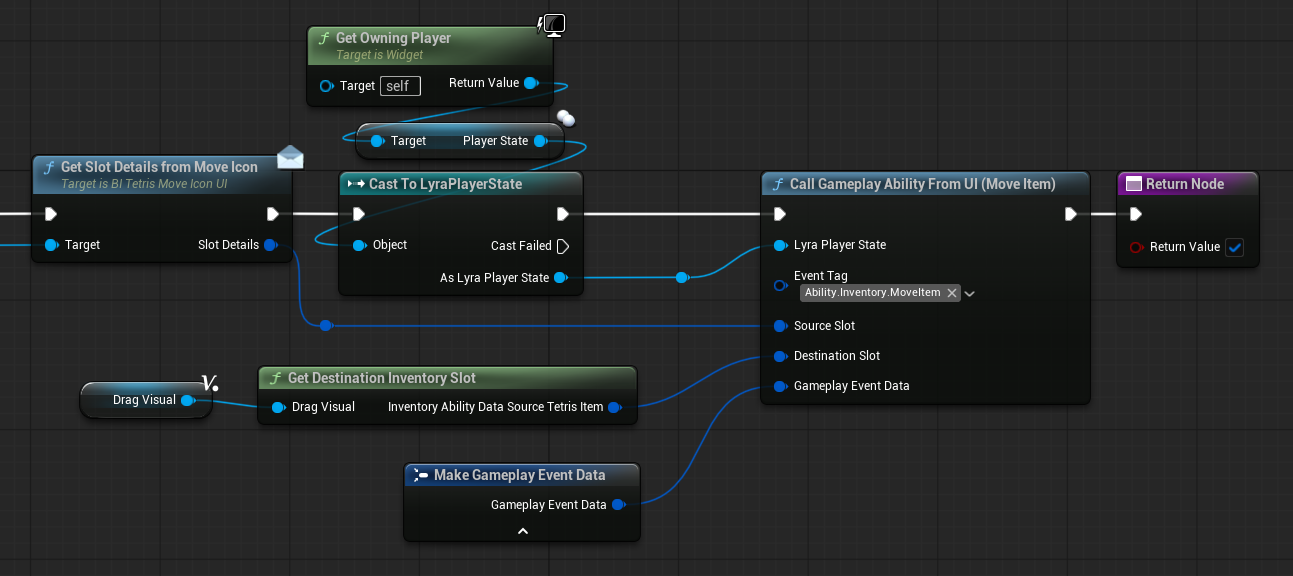 Get Owning Player
Target is Widget
Target self
Return Value
Target
Player State
Get Slot Details from Move Icon
Target is BI Tetris Move Icon UI
Target
Slot Details
Cast To LyraPlayerState
Object
Cast Failed
As Lyra Player State
Call Gameplay Ability From UI (Move Item)
Lyra Player State
Event Tag
Ability.Inventory.MoveItem
Source Slot
Destination Slot
Gameplay Event Data
Return Node
Return Value
Drag Visual
Get Destination Inventory Slot
Drag Visual
Inventory Ability Data Source Tetris Item
Make Gameplay Event Data
Gameplay Event Data